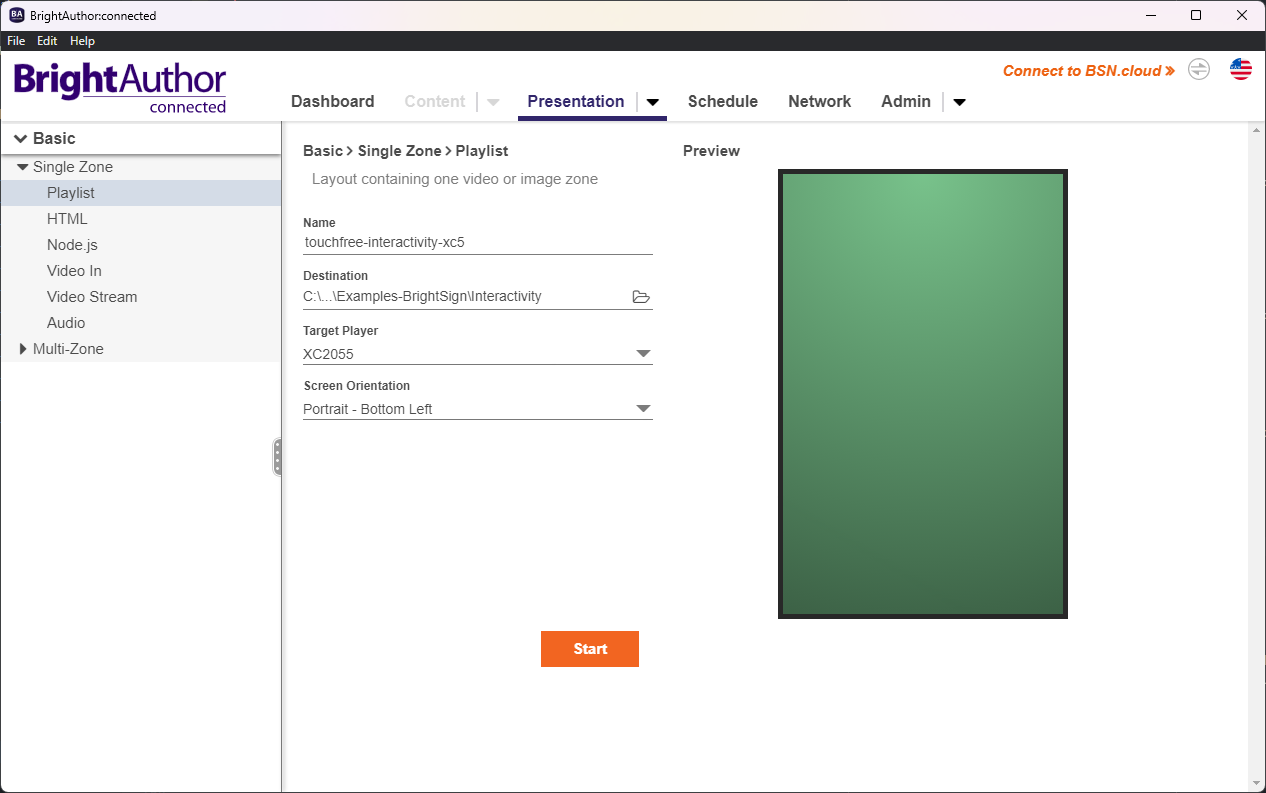 BA BrightAuthor:connected
File Edit Help
BrightAuthor
connected
Connect to BSN.cloud »
Dashboard Content Presentation Schedule Network Admin
Basic
Single Zone
Playlist
HTML
Node.js
Video In
Video Stream
Audio
Multi-Zone
Basic > Single Zone > Playlist
Layout containing one video or image zone
Name
touchfree-interactivity-xc5
Destination
C:\...\Examples-BrightSign\Interactivity
Target Player
XC2055
Screen Orientation
Portrait - Bottom Left
Start
Preview